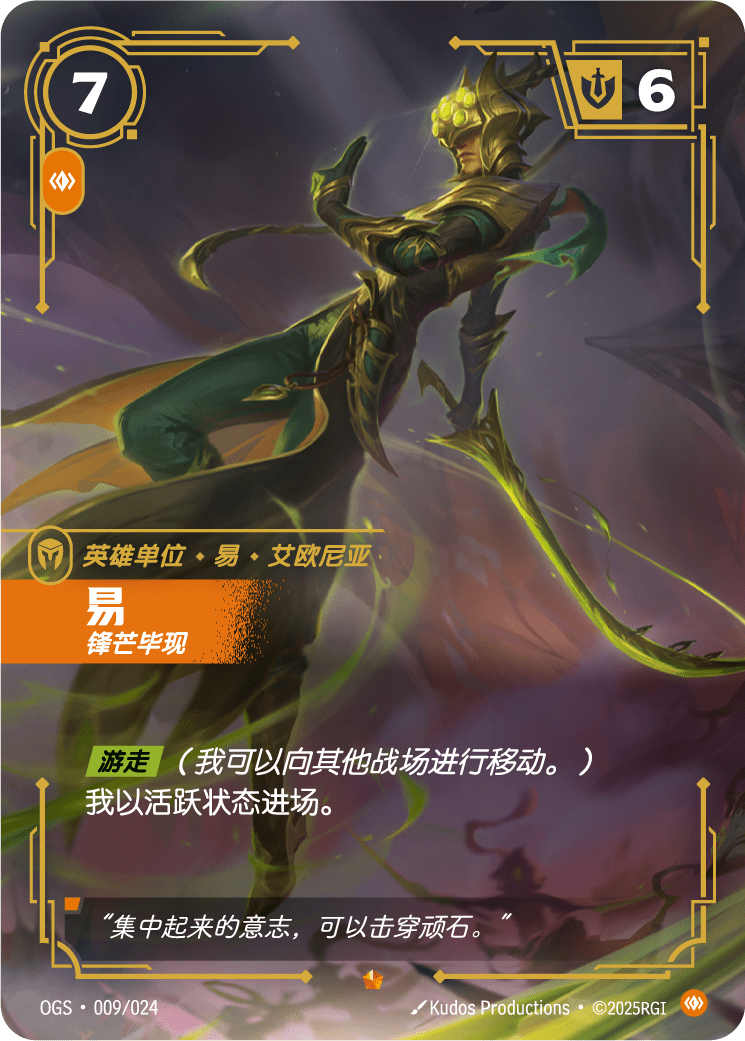 7
6
英雄单位 ◆ 易 ◆ 艾欧尼亚
易
锋芒毕现
游走 (我可以向其他战场进行移动。)
我以活跃状态进场。
“集中起来的意志，可以击穿顽石。”
OGS • 009/024
Kudos Productions • ©2025RGI